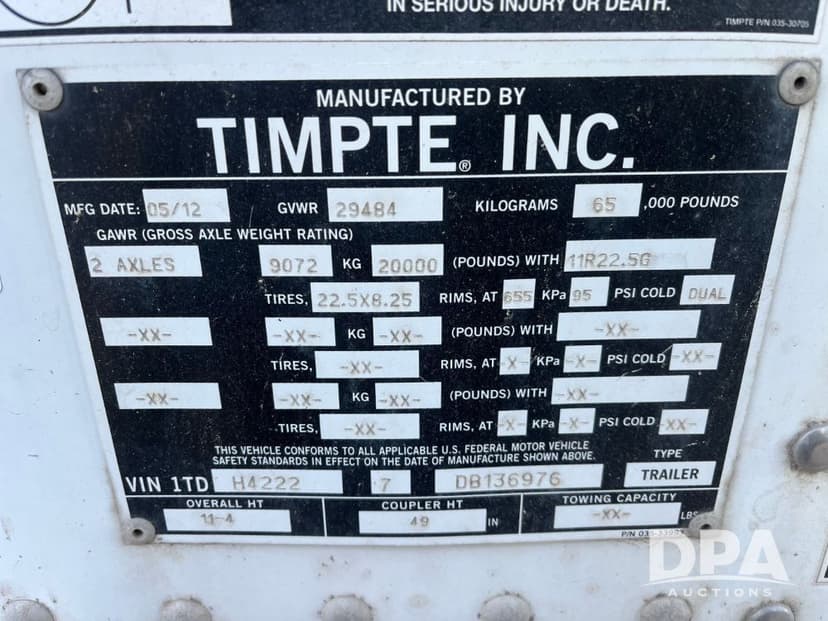 IN SERIOUS INJURY OR DEATH.
TIMPTE P/N 035-30705
MANUFACTURED BY
TIMPTE® INC.
MFG DATE: 05/12 GVWR 29484 KILOGRAMS 65 ,000 POUNDS
GAWR (GROSS AXLE WEIGHT RATING)
2 AXLES 9072 KG 20000 (POUNDS) WITH 11R22.5G
TIRES, 22.5X8.25 RIMS, AT 655 KPa 95 PSI COLD DUAL
-XX- -XX- KG -XX- (POUNDS) WITH -XX-
TIRES, -XX- RIMS, AT -X- KPa -X- PSI COLD -XX-
-XX- -XX- KG -XX- (POUNDS) WITH -XX-
TIRES, -XX- RIMS, AT -X- KPa -X- PSI COLD -XX-
THIS VEHICLE CONFORMS TO ALL APPLICABLE U.S. FEDERAL MOTOR VEHICLE
SAFETY STANDARDS IN EFFECT ON THE DATE OF MANUFACTURE SHOWN ABOVE.
TYPE
VIN 1TD H4222 7 DB136976 TRAILER
OVERALL HT COUPLER HT TOWING CAPACITY
11-4 49 IN -XX- LBS
P/N
DPA
AUCTIONS